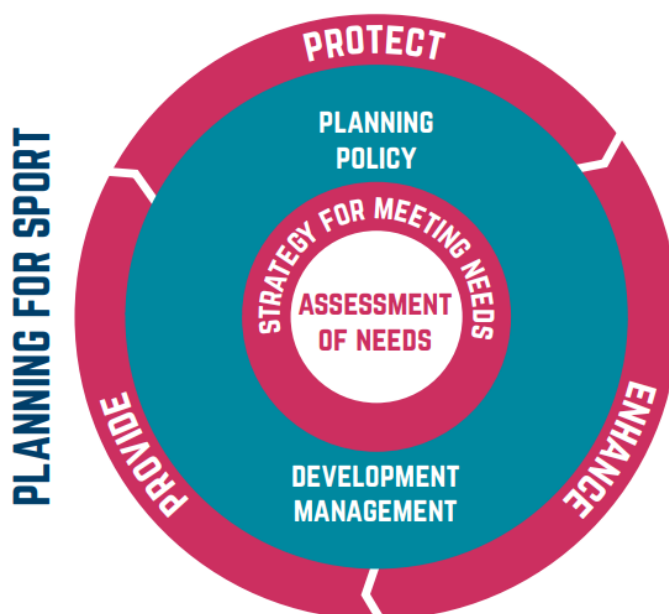 PLANNING FOR SPORT
PROTECT
PLANNING
POLICY
STRATEGY FOR MEETING NEEDS
ASSESSMENT
OF NEEDS
PROVIDE
ENHANCE
DEVELOPMENT
MANAGEMENT